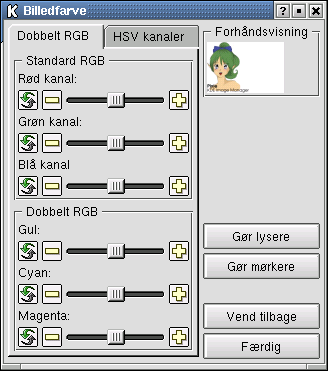 Billedfarve
Dobbelt RGB
HSV kanaler
Standard RGB
Rød kanal:
Grøn kanal:
Blå kanal
Dobbelt RGB
Gul:
Cyan:
Magenta:
Forhåndsvisning
Pixie
KDE Image Manager
Gør lysere
Gør mørkere
Vend tilbage
Færdig